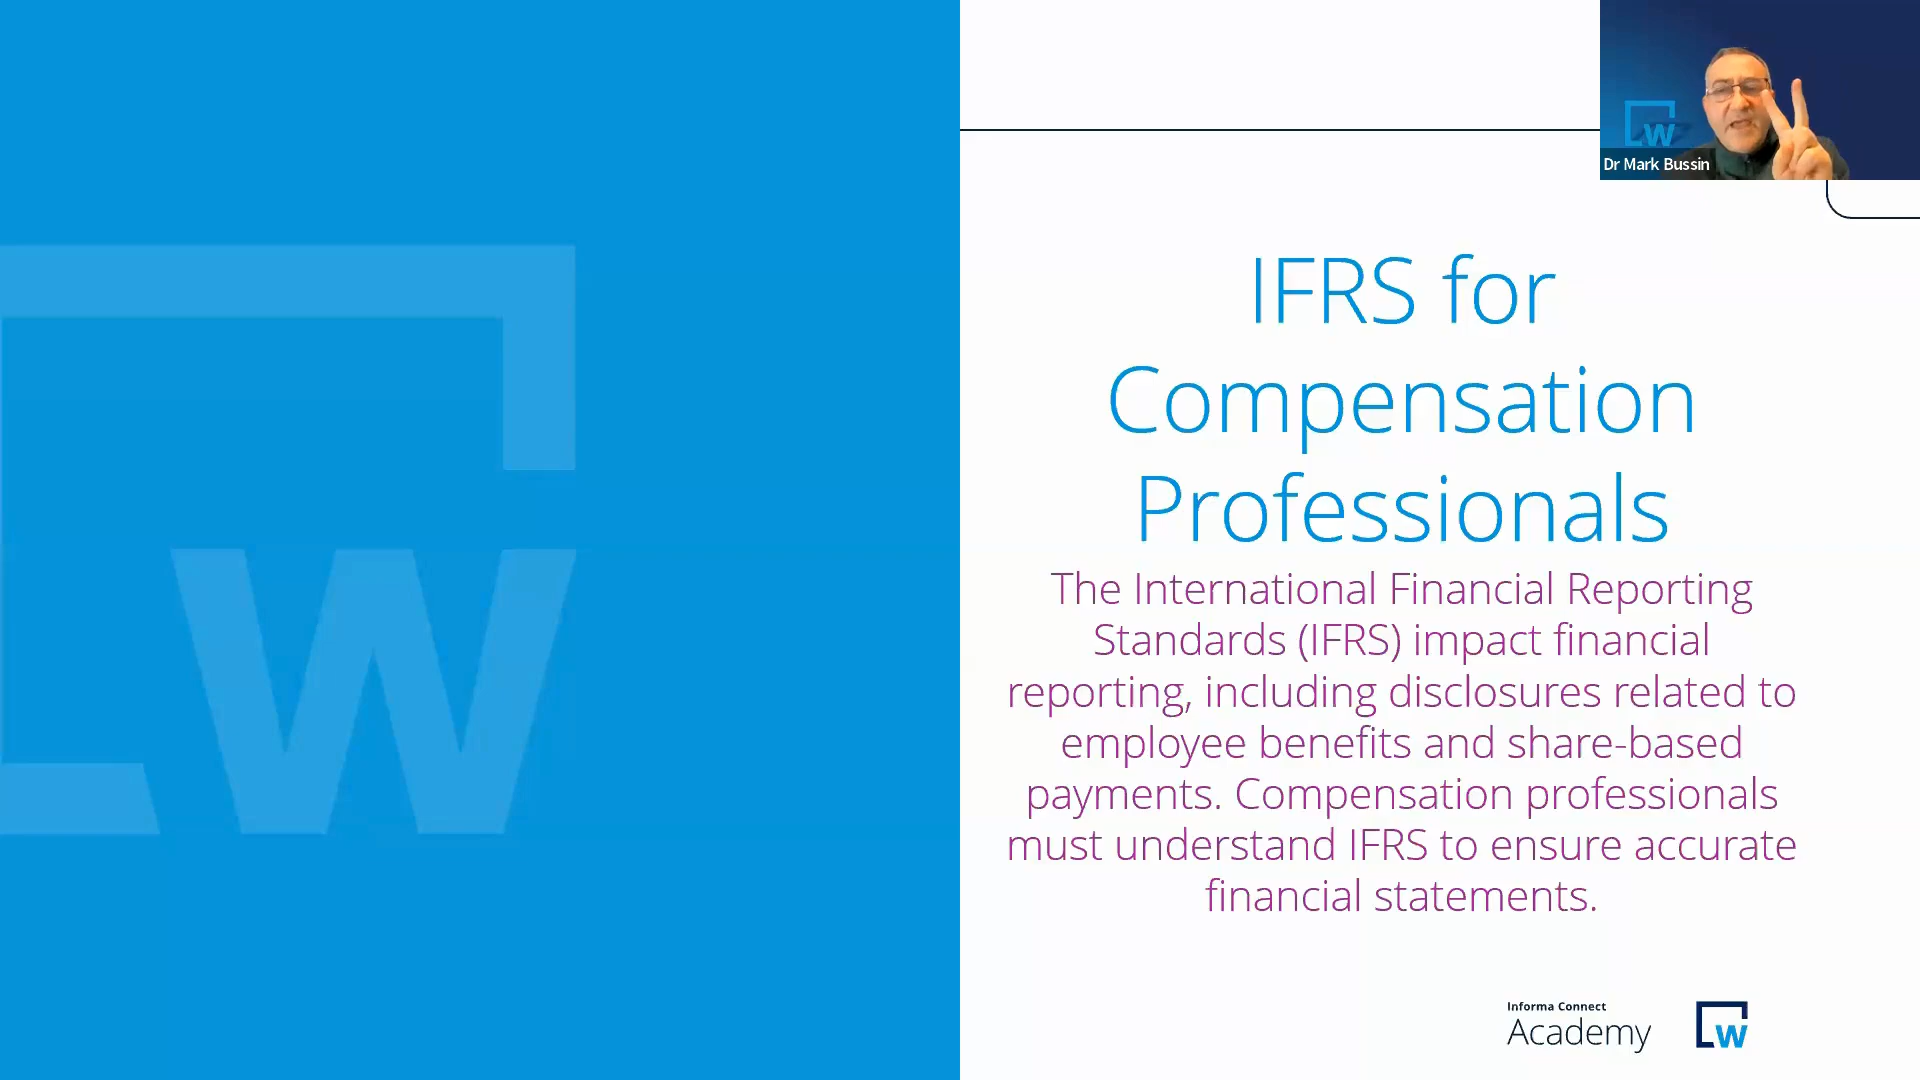 Dr Mark Bussin
IFRS for
Compensation
Professionals
The International Financial Reporting
Standards (IFRS) impact financial
reporting, including disclosures related to
employee benefits and share-based
payments. Compensation professionals
must understand IFRS to ensure accurate
financial statements.
Informa Connect
Academy
w
w
w